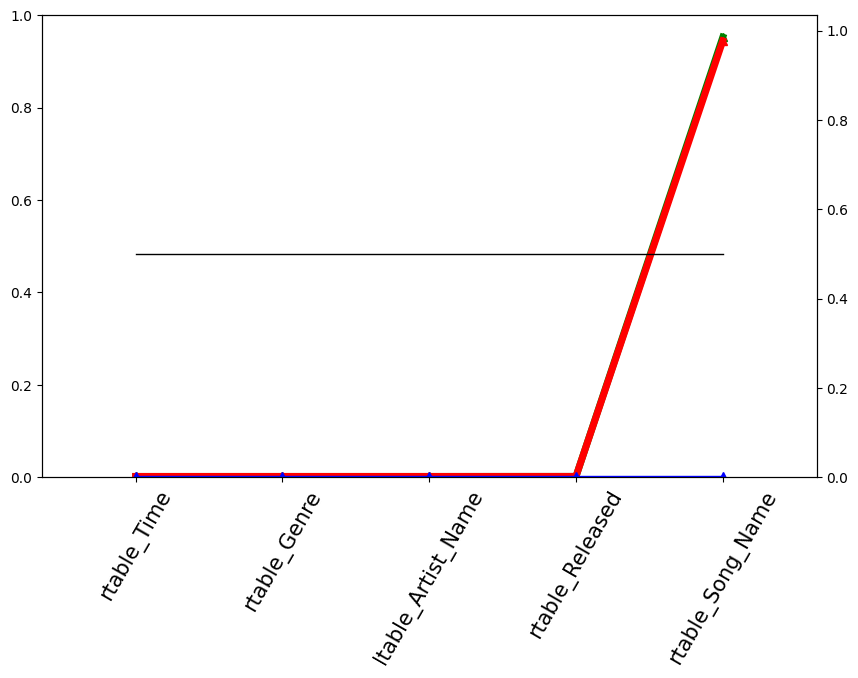 1.0
0.8
0.6
0.4
0.2
0.0
1.0
0.8
0.6
0.4
0.2
0.0
rtable_Time
rtable_Genre
ltable_Artist_Name
rtable_Released
rtable_Song_Name